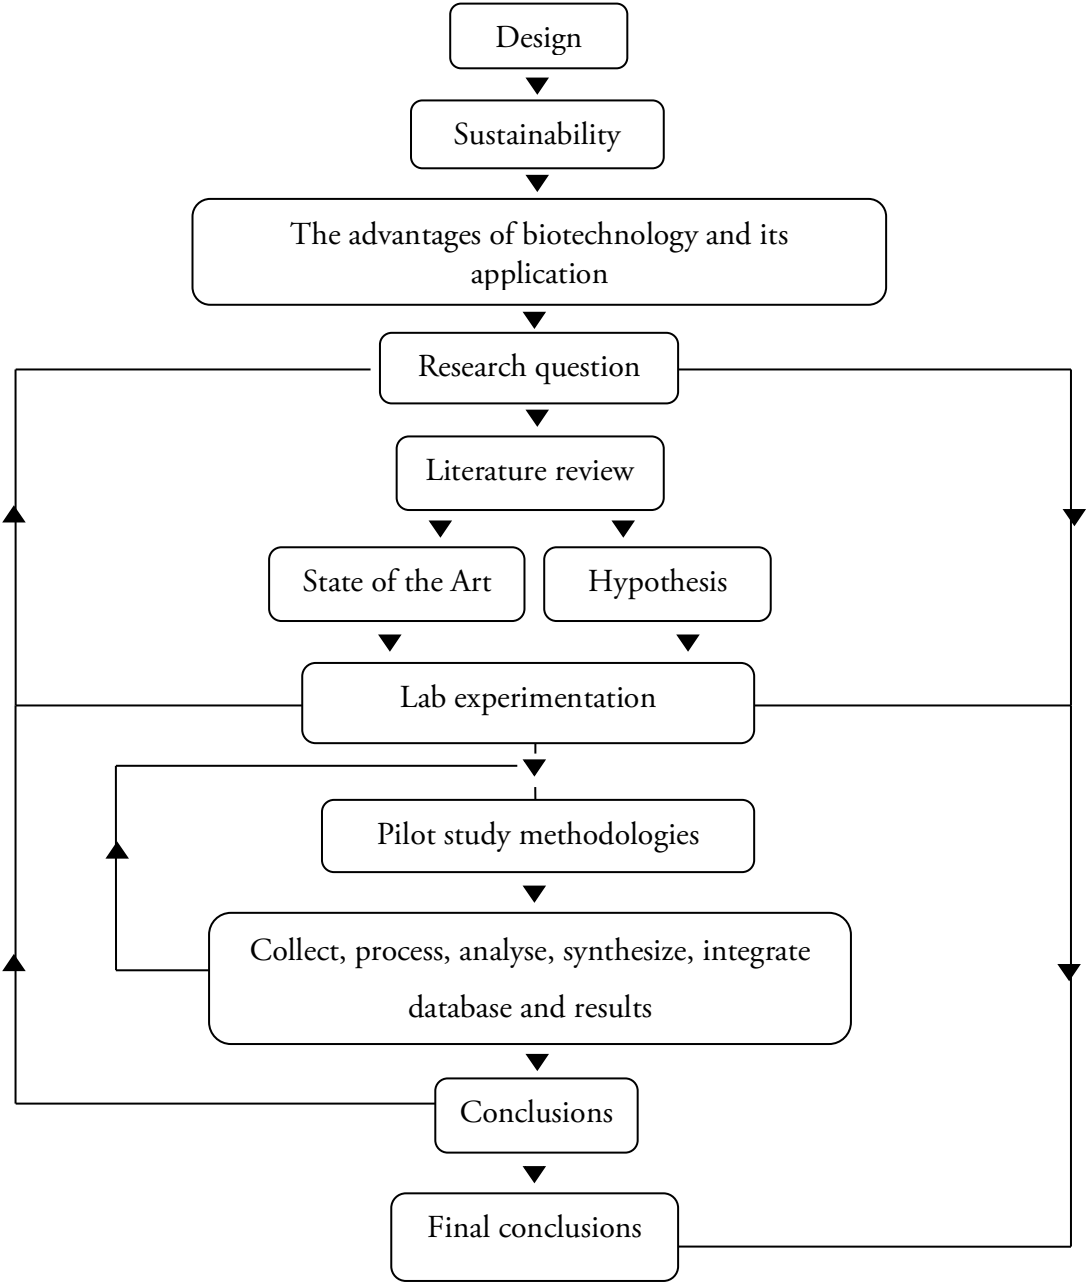 Design
Sustainability
The advantages of biotechnology and its
application
Research question
Literature review
State of the Art
Hypothesis
Lab experimentation
Pilot study methodologies
Collect, process, analyse, synthesize, integrate
database and results
Conclusions
Final conclusions